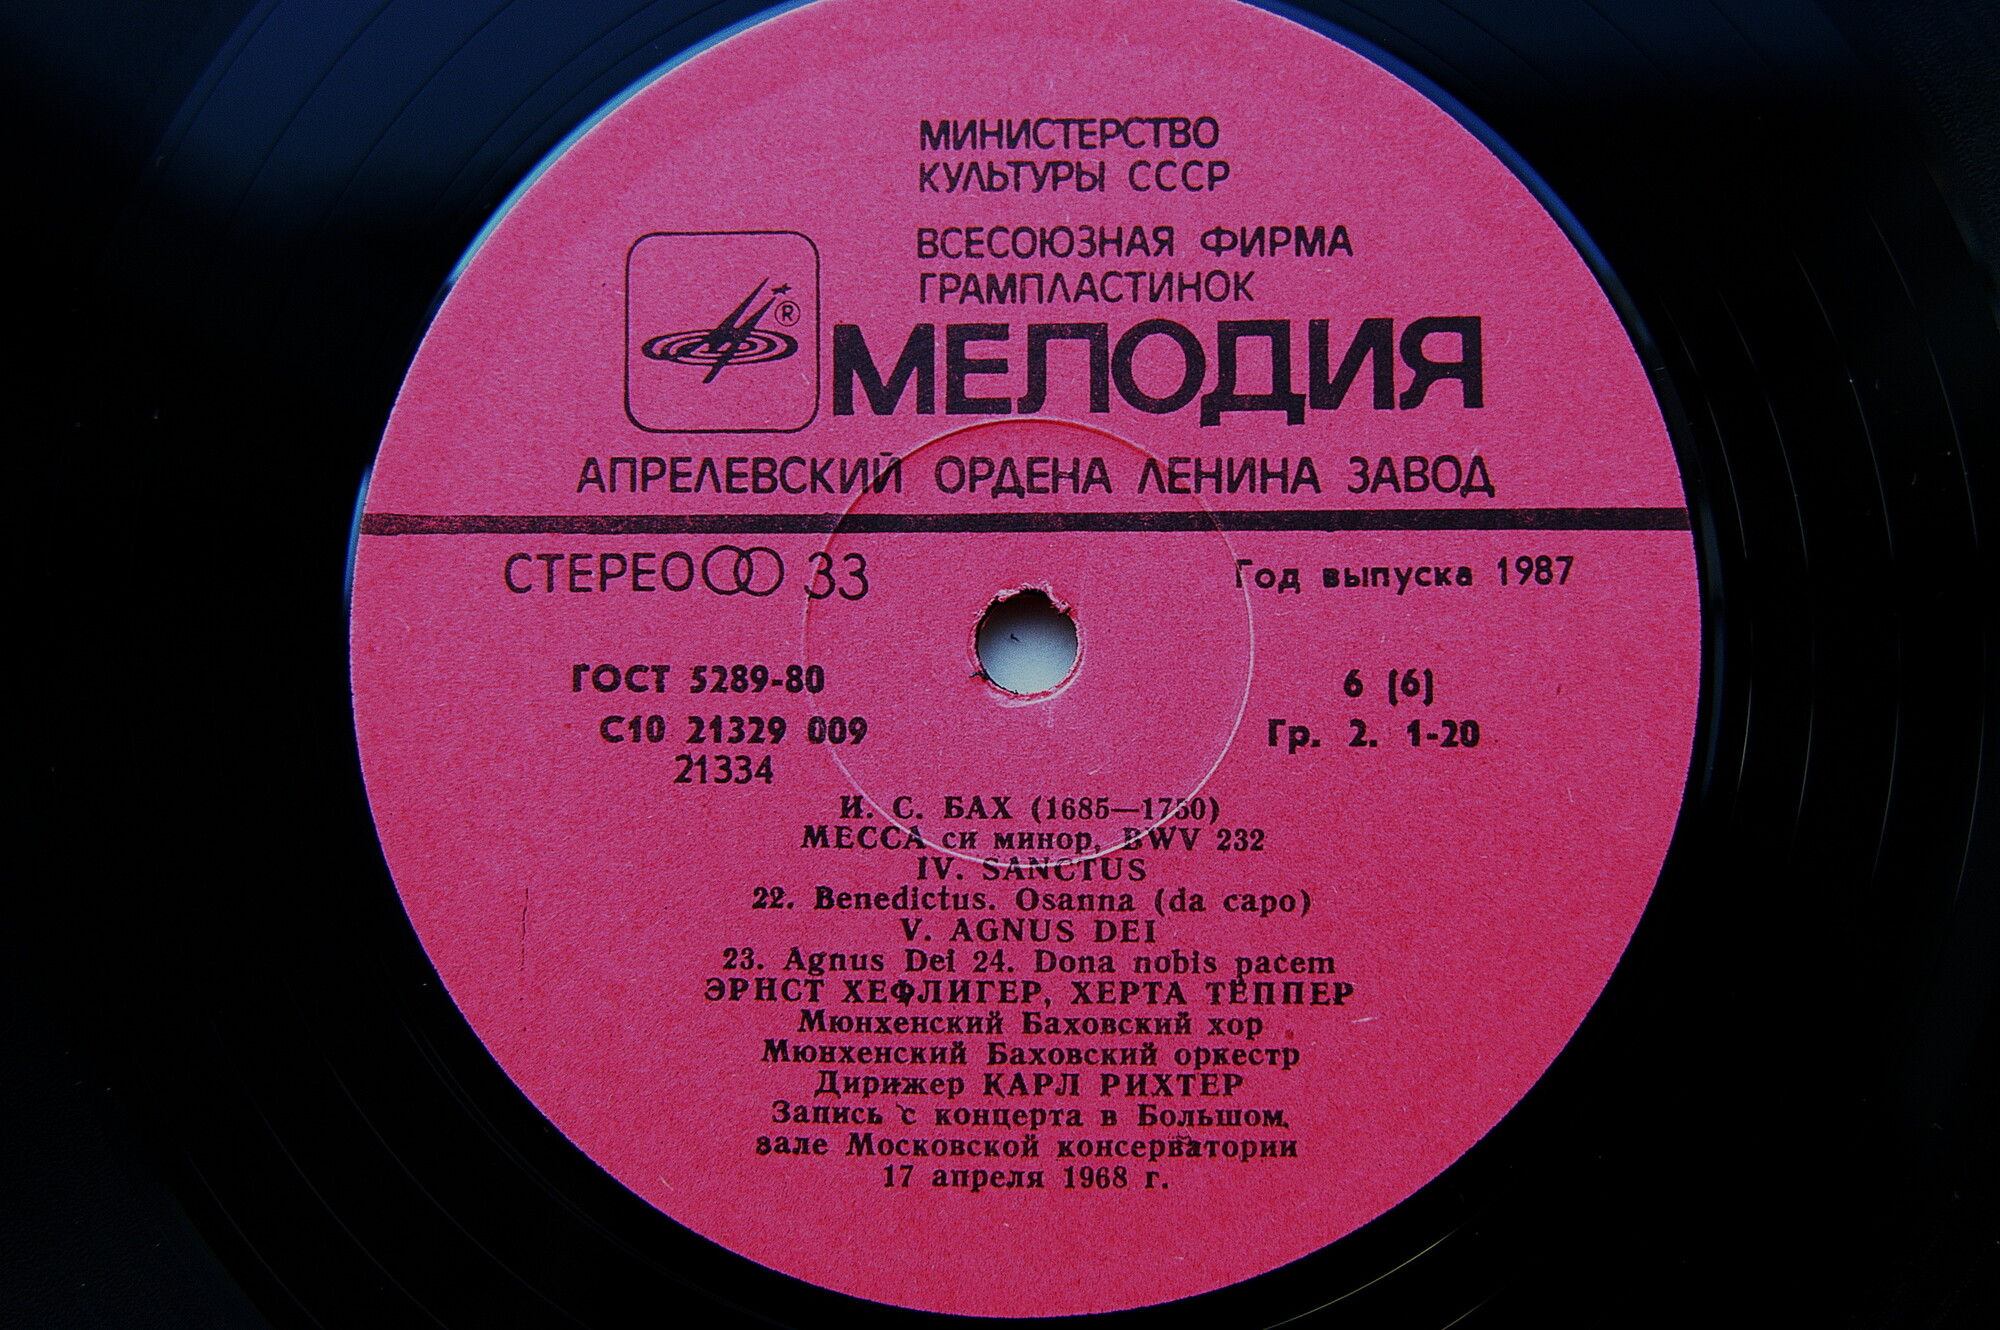 МИНИСТЕРСТВО
КУЛЬТУРЫ СССР
ВСЕСОЮЗНАЯ ФИРМА
ГРАМПЛАСТИНОК
®
МЕЛОДИЯ
АПРЕЛЕВСКИЙ ОРДЕНА ЛЕНИНА ЗАВОД
СТЕРЕО 33
Год выпуска 1987
ГОСТ 5289-80
6 (6)
С10 21329 009
Гр. 2. 1-20
21334
И. С. БАХ (1685—1750)
МЕССА си минор, BWV 232
IV. SANCTUS
22. Benedictus. Osanna (da capo)
V. AGNUS DEI
23. Agnus Dei 24. Dona nobis pacem
ЭРНСТ ХЕФЛИГЕР, ХЕРТА ТЁППЕР
Мюнхенский Баховский хор
Мюнхенский Баховский оркестр
Дирижер КАРЛ РИХТЕР
Запись с концерта в Большом
зале Московской консерватории
17 апреля 1968 г.